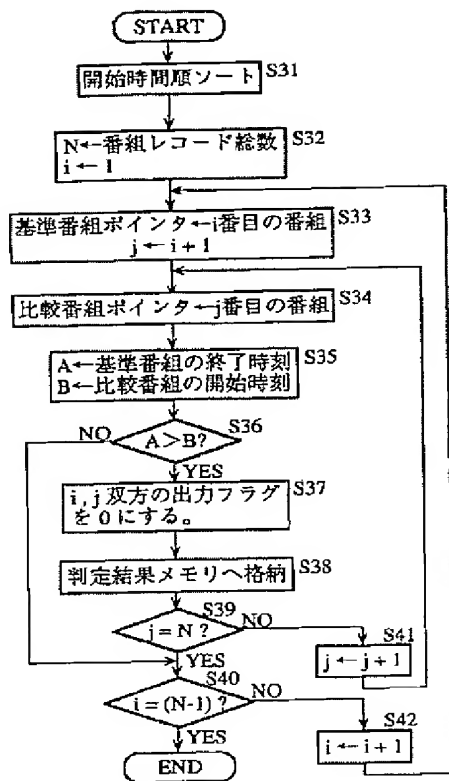 START
開始時間順ソート
S31
N←番組レコード総数
i←1
S32
基準番組ポインタ←i番目の番組
j←i+1
S33
比較番組ポインタ←j番目の番組
S34
A←基準番組の終了時刻
B←比較番組の開始時刻
S35
A>B?
S36
NO
YES
i,j双方の出力フラグ
を0にする。
S37
判定結果メモリへ格納
S38
j=N?
S39
NO
YES
j←j+1
S41
i=(N-1)?
S40
NO
YES
i←i+1
S42
END